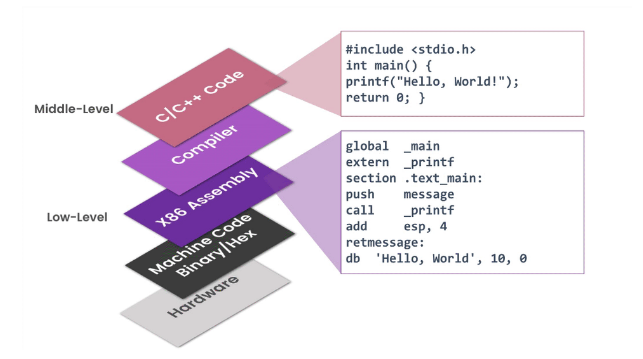 Middle-Level
C/C++ Code
Compiler
Low-Level
X86 Assembly
Machine Code
Binary/Hex
Hardware
#include <stdio.h>
int main() {
printf("Hello, World!");
return 0; }
global _main
extern _printf
section .text_main:
push message
call _printf
add esp, 4
retmessage:
db 'Hello, World', 10, 0